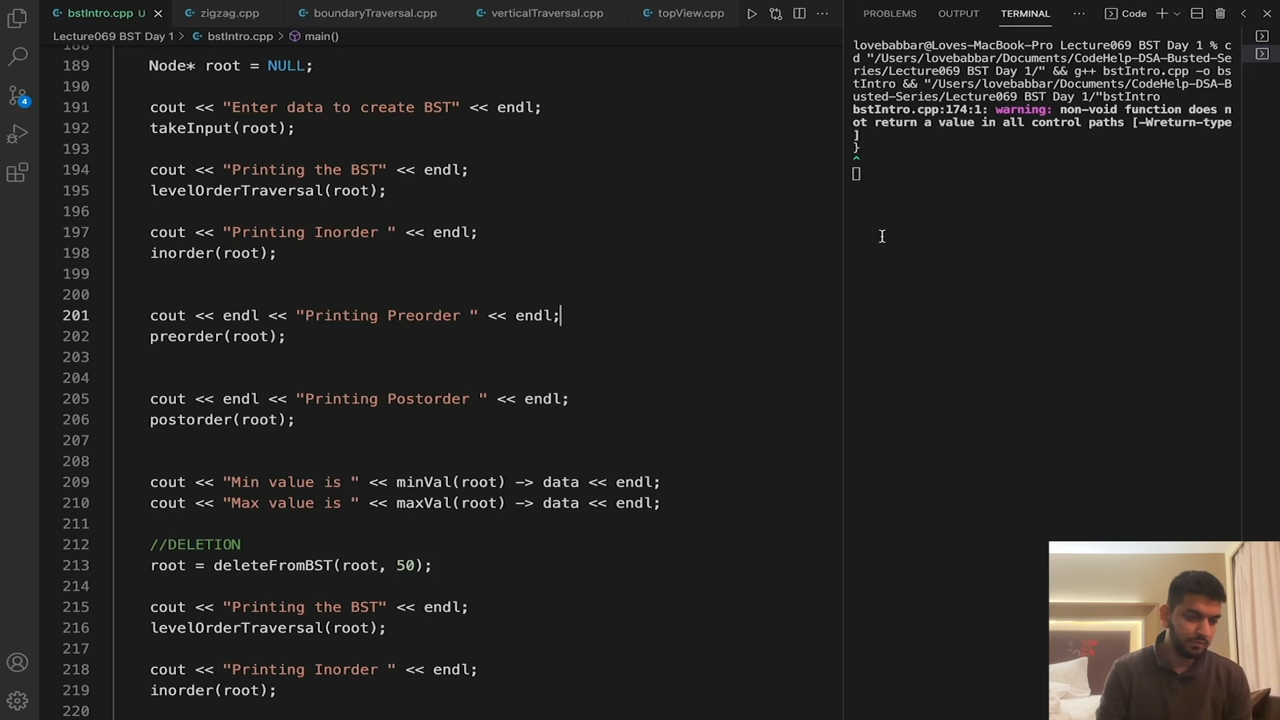 bstIntro.cpp U
zigzag.cpp
boundaryTraversal.cpp
verticalTraversal.cpp
topView.cpp
Lecture069 BST Day 1 > bstIntro.cpp > main()
189 Node* root = NULL;
190
191 cout << "Enter data to create BST" << endl;
192 takeInput(root);
193
194 cout << "Printing the BST" << endl;
195 levelOrderTraversal(root);
196
197 cout << "Printing Inorder " << endl;
198 inorder(root);
199
200
201 cout << endl << "Printing Preorder " << endl;
202 preorder(root);
203
204
205 cout << endl << "Printing Postorder " << endl;
206 postorder(root);
207
208
209 cout << "Min value is " << minVal(root) -> data << endl;
210 cout << "Max value is " << maxVal(root) -> data << endl;
211
212 //DELETION
213 root = deleteFromBST(root, 50);
214
215 cout << "Printing the BST" << endl;
216 levelOrderTraversal(root);
217
218 cout << "Printing Inorder " << endl;
219 inorder(root);
220
4
PROBLEMS OUTPUT TERMINAL ··· Code
lovebabbar@Loves-MacBook-Pro Lecture069 BST Day 1 % c
d "/Users/lovebabbar/Documents/CodeHelp-DSA-Busted-Se
ries/Lecture069 BST Day 1/" && g++ bstIntro.cpp -o bs
tIntro && "/Users/lovebabbar/Documents/CodeHelp-DSA-B
usted-Series/Lecture069 BST Day 1/"bstIntro
bstIntro.cpp:174:1: warning: non-void function does n
ot return a value in all control paths [-Wreturn-type
]
}
^